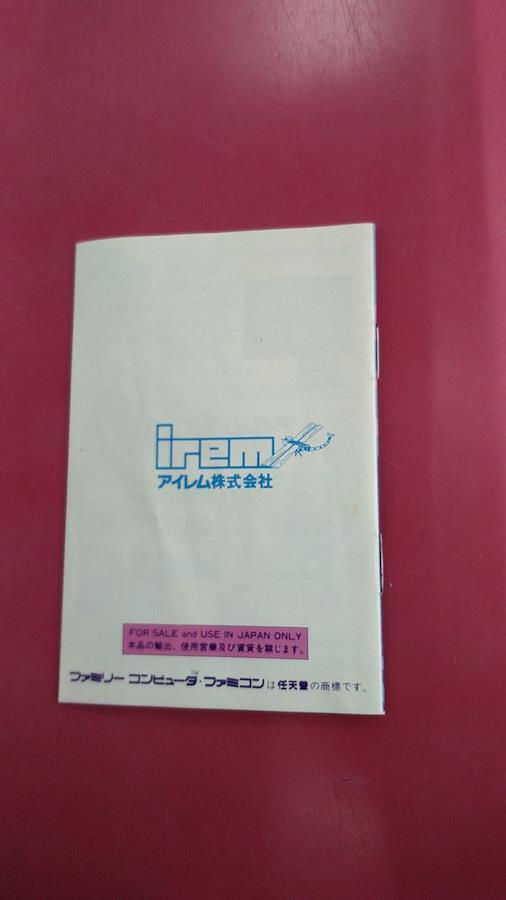 irem
アイレム株式会社
FOR SALE and USE IN JAPAN ONLY
本品の輸出、使用営業及び賃貸を禁じます。
ファミリーコンピュータ™・ファミコンは任天堂の商標です。